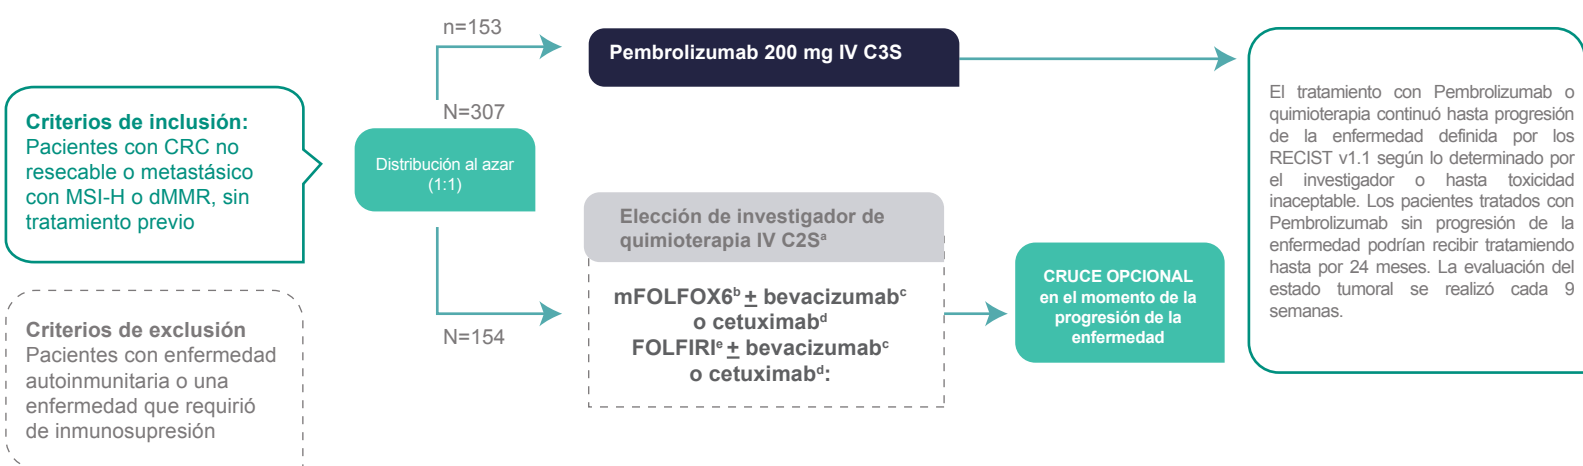 Criterios de inclusión:
Pacientes con CRC no
resecable o metastásico
con MSI-H o dMMR, sin
tratamiento previo
Criterios de exclusión
Pacientes con enfermedad
autoinmunitaria o una
enfermedad que requirió
de inmunosupresión
n=153
N=307
Distribución al azar
(1:1)
N=154
Pembrolizumab 200 mg IV C3S
Elección de investigador de
quimioterapia IV C2Sᵃ
mFOLFOX6ᵇ ± bevacizumabᶜ
o cetuximabᵈ
FOLFIRIᵉ ± bevacizumabᶜ
o cetuximabᵈ:
CRUCE OPCIONAL
en el momento de la
progresión de la
enfermedad
El tratamiento con Pembrolizumab o
quimioterapia continuó hasta progresión
de la enfermedad definida por los
RECIST v1.1 según lo determinado por
el investigador o hasta toxicidad
inaceptable. Los pacientes tratados con
Pembrolizumab sin progresión de la
enfermedad podrían recibir tratamiendo
hasta por 24 meses. La evaluación del
estado tumoral se realizó cada 9
semanas.